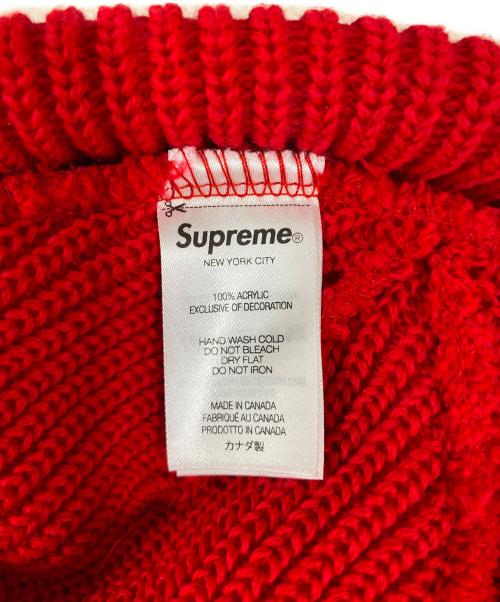 Supreme®
NEW YORK CITY
100% ACRYLIC
EXCLUSIVE OF DECORATION
HAND WASH COLD
DO NOT BLEACH
DRY FLAT
DO NOT IRON
MADE IN CANADA
FABRIQUÉ AU CANADA
PRODOTTO IN CANADA
カナダ製